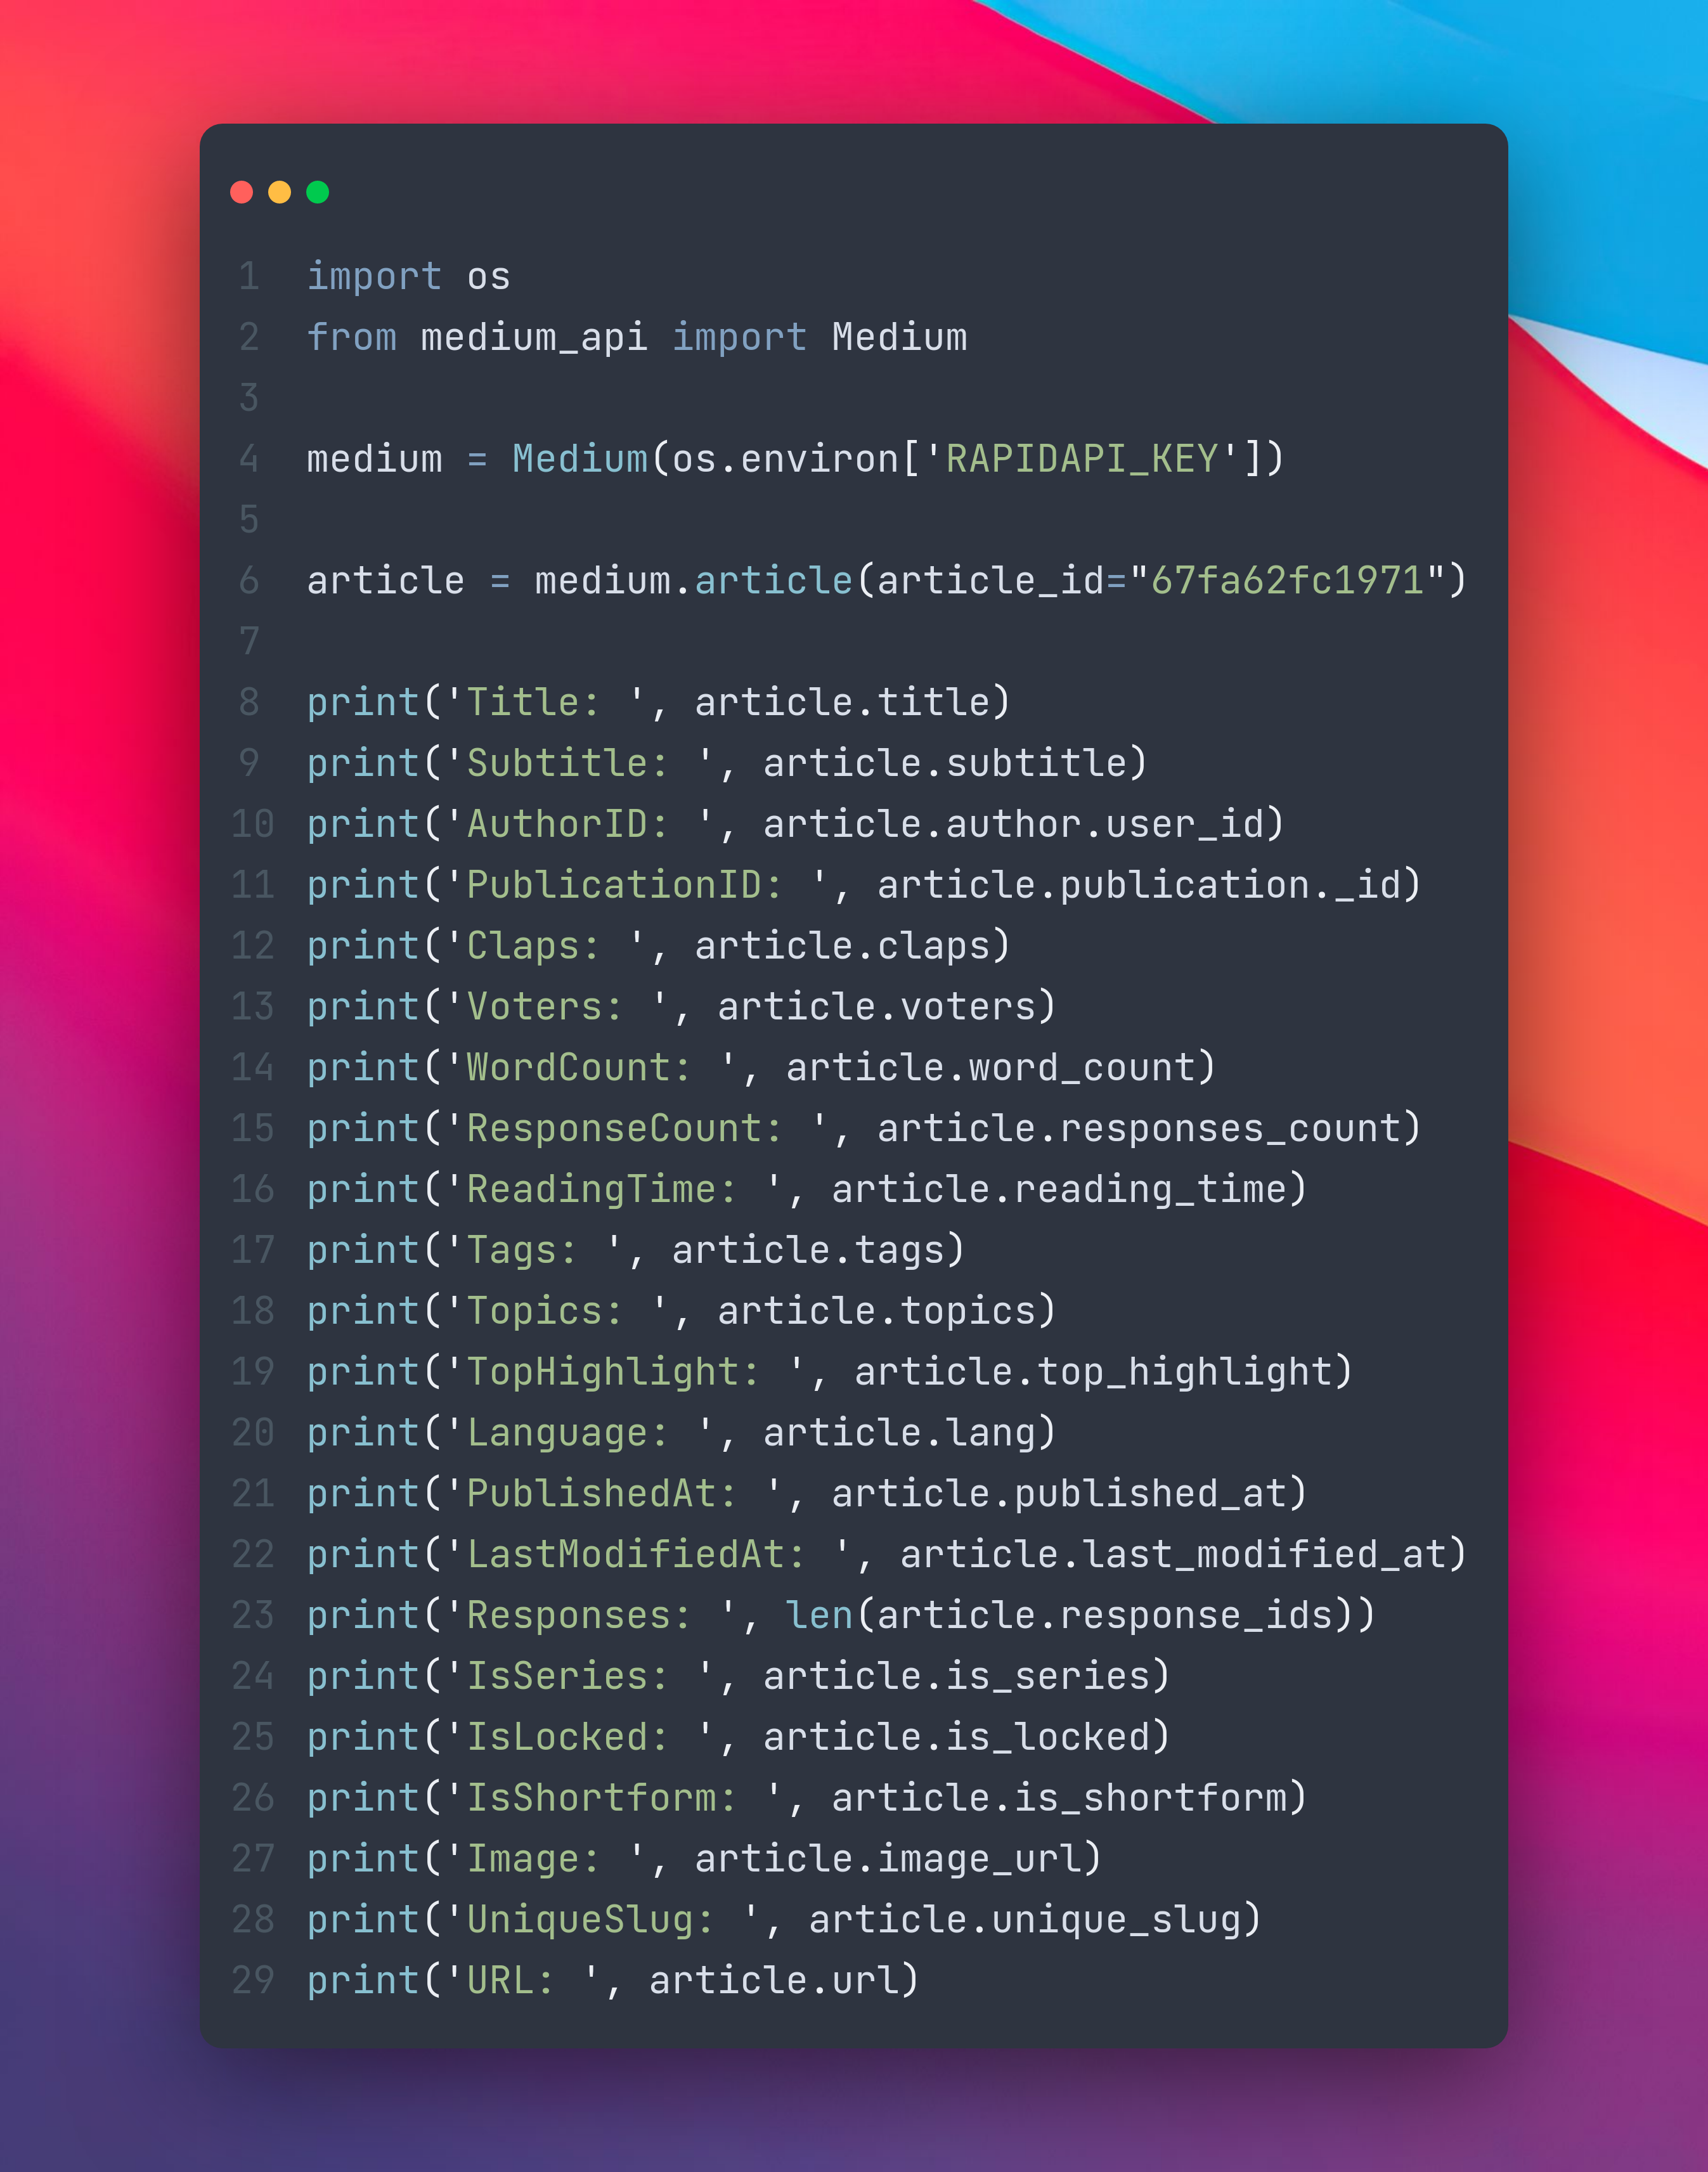 1 import os
2 from medium_api import Medium
3
4 medium = Medium(os.environ['RAPIDAPI_KEY'])
5
6 article = medium.article(article_id="67fa62fc1971")
7
8 print('Title: ', article.title)
9 print('Subtitle: ', article.subtitle)
10 print('AuthorID: ', article.author.user_id)
11 print('PublicationID: ', article.publication._id)
12 print('Claps: ', article.claps)
13 print('Voters: ', article.voters)
14 print('WordCount: ', article.word_count)
15 print('ResponseCount: ', article.responses_count)
16 print('ReadingTime: ', article.reading_time)
17 print('Tags: ', article.tags)
18 print('Topics: ', article.topics)
19 print('TopHighlight: ', article.top_highlight)
20 print('Language: ', article.lang)
21 print('PublishedAt: ', article.published_at)
22 print('LastModifiedAt: ', article.last_modified_at)
23 print('Responses: ', len(article.response_ids))
24 print('IsSeries: ', article.is_series)
25 print('IsLocked: ', article.is_locked)
26 print('IsShortform: ', article.is_shortform)
27 print('Image: ', article.image_url)
28 print('UniqueSlug: ', article.unique_slug)
29 print('URL: ', article.url)